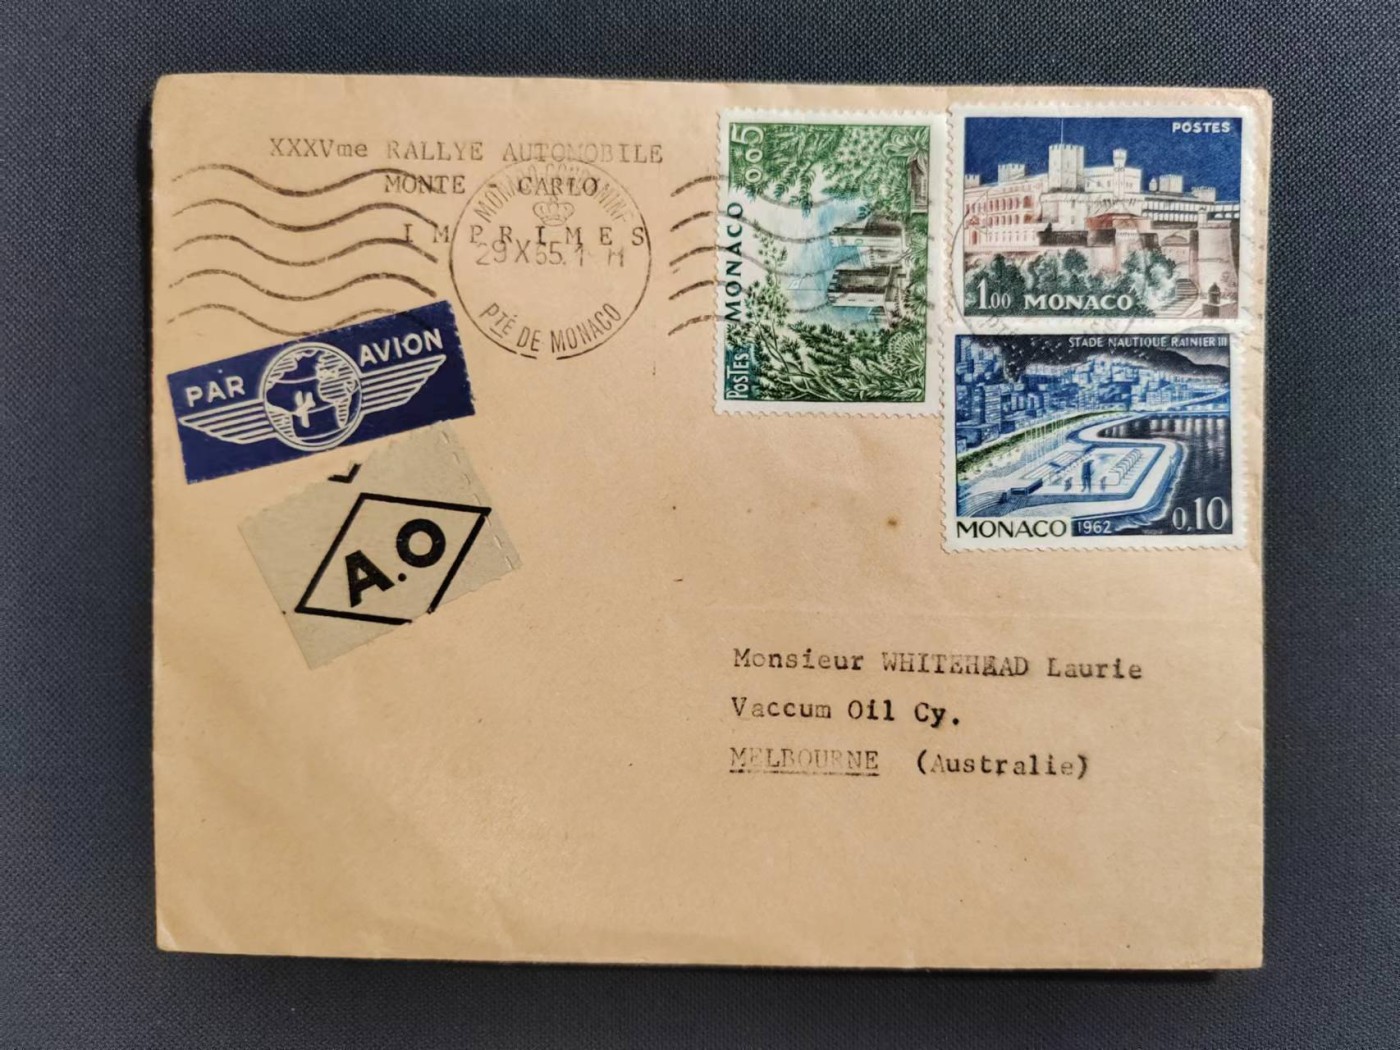 XXXVme RALLYE AUTOMOBILE
MONTE CARLO
IMPRIMES
29 X 65
PTÉ DE MONACO
PAR AVION
A.O
0.05
MONACO
POSTES
POSTES
1.00 MONACO
STADE NAUTIQUE RAINIER III
MONACO 1962 0,10
Monsieur WHITEHEAD Laurie
Vaccum Oil Cy.
MELBOURNE (Australie)